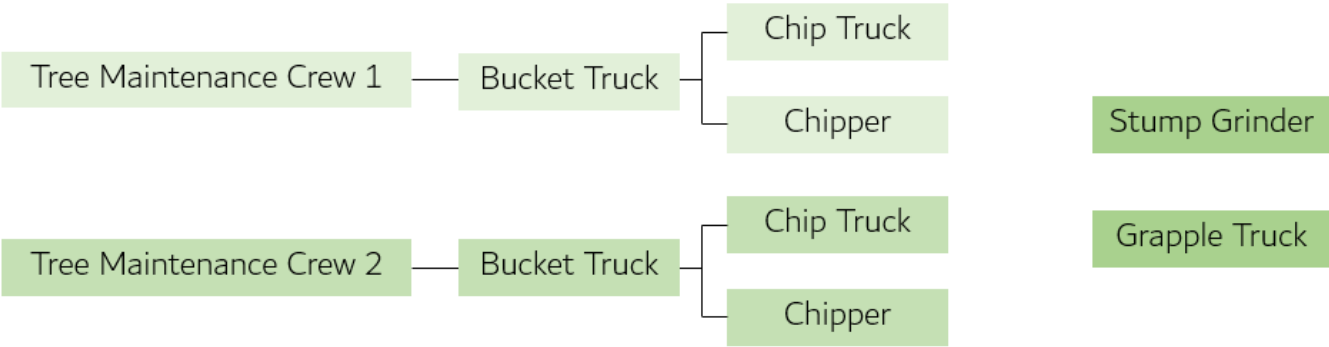 Tree Maintenance Crew 1
Bucket Truck
Chip Truck
Chipper
Tree Maintenance Crew 2
Bucket Truck
Chip Truck
Chipper
Stump Grinder
Grapple Truck